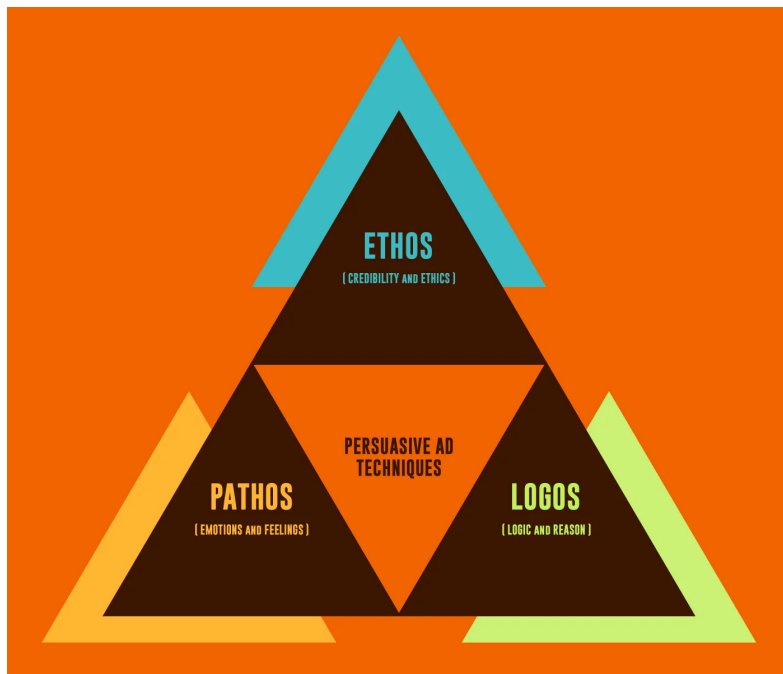 ETHOS
( CREDIBILITY AND ETHICS )
PERSUASIVE AD
TECHNIQUES
PATHOS
( EMOTIONS AND FEELINGS )
LOGOS
( LOGIC AND REASON )